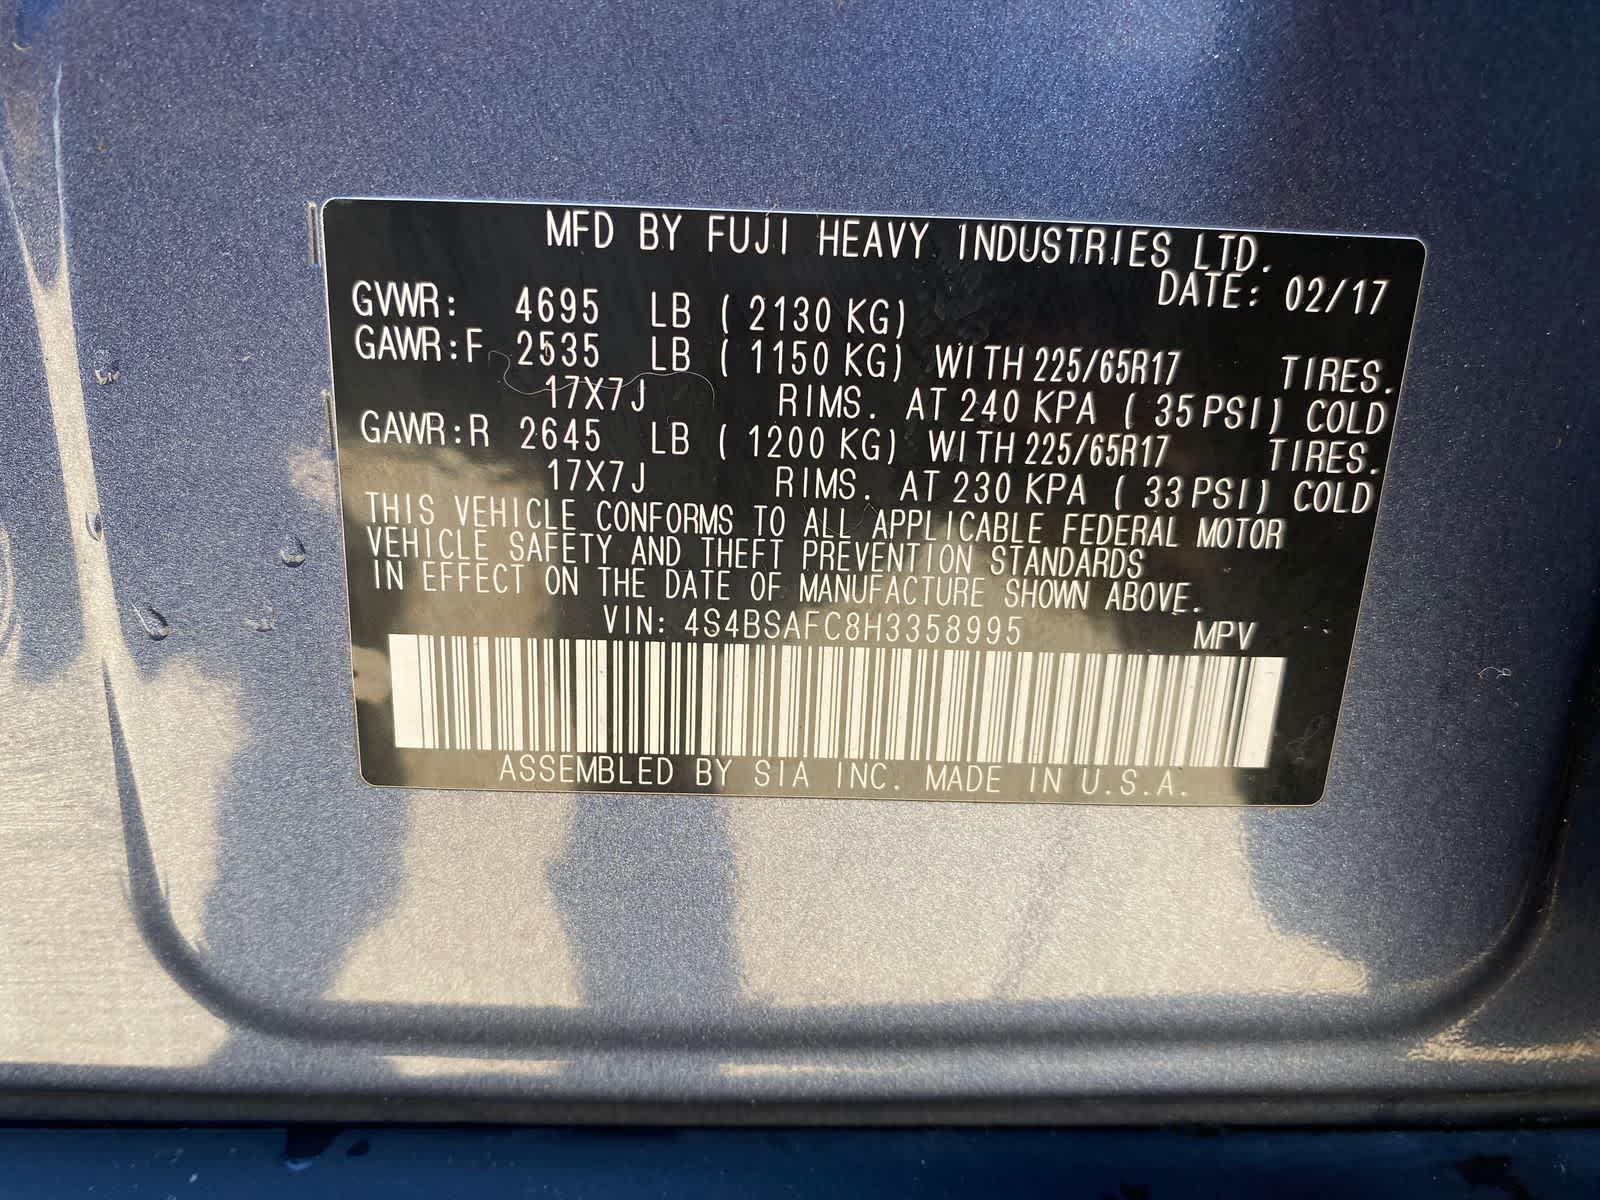 MFD BY FUJI HEAVY INDUSTRIES LTD.
DATE: 02/17
GVWR: 4695 LB ( 2130 KG)
GAWR:F 2535 LB ( 1150 KG) WITH 225/65R17 TIRES.
17X7J RIMS. AT 240 KPA ( 35 PSI) COLD
GAWR:R 2645 LB ( 1200 KG) WITH 225/65R17 TIRES.
17X7J RIMS. AT 230 KPA ( 33 PSI) COLD
THIS VEHICLE CONFORMS TO ALL APPLICABLE FEDERAL MOTOR
VEHICLE SAFETY AND THEFT PREVENTION STANDARDS
IN EFFECT ON THE DATE OF MANUFACTURE SHOWN ABOVE.
VIN: 4S4BSAFC8H3358995 MPV
ASSEMBLED BY SIA INC. MADE IN U.S.A.